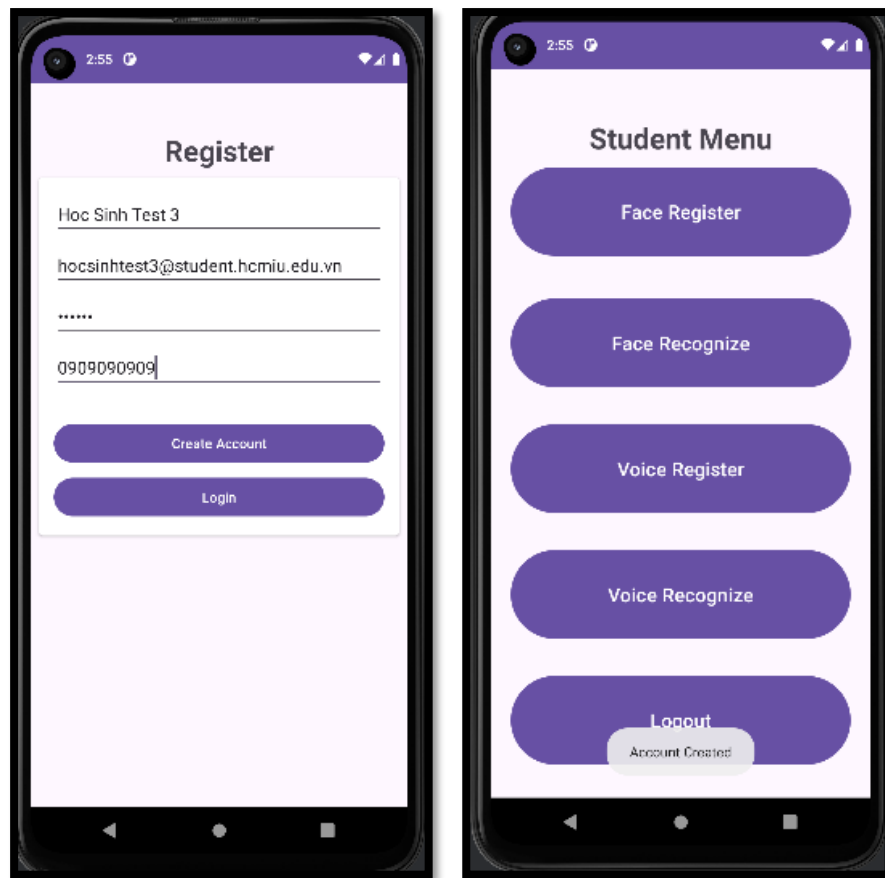 2:55
Register
Hoc Sinh Test 3
hocsinhtest3@student.hcmiu.edu.vn
••••••
0909090909
Create Account
Login
2:55
Student Menu
Face Register
Face Recognize
Voice Register
Voice Recognize
Logout
Account Created